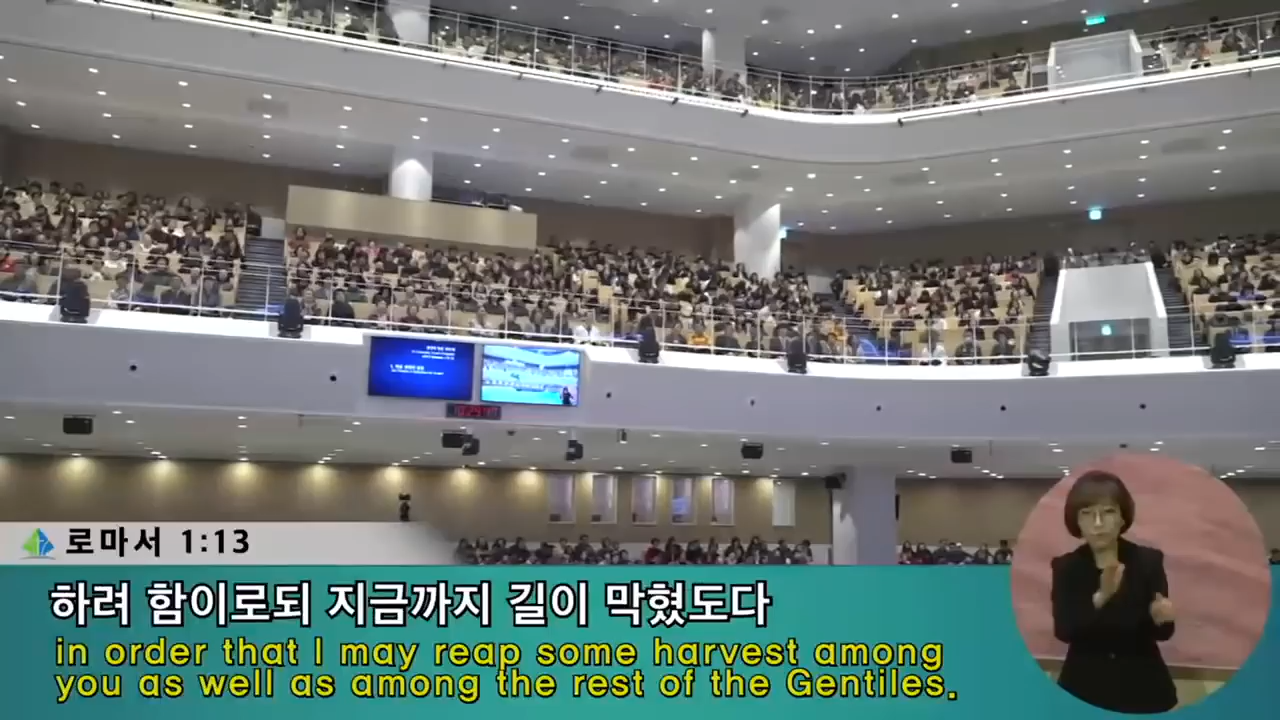 로마서 1:13
하려 함이로되 지금까지 길이 막혔도다
in order that I may reap some harvest among
you as well as among the rest of the Gentiles.